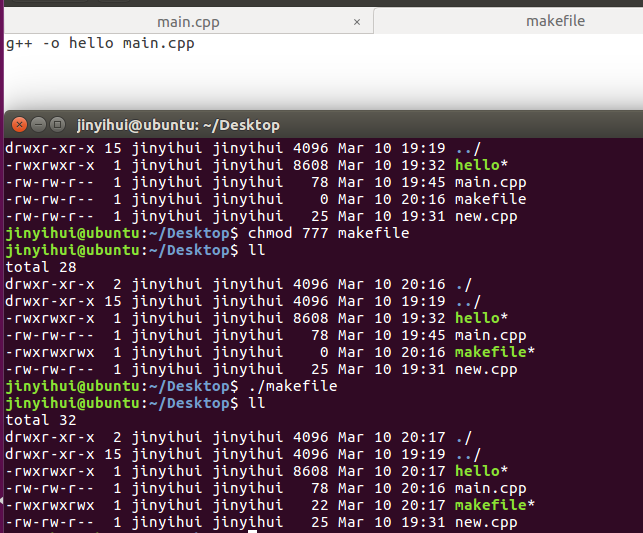 main.cpp × makefile
g++ -o hello main.cpp
jinyihui@ubuntu: ~/Desktop
drwxr-xr-x 15 jinyihui jinyihui 4096 Mar 10 19:19 ../
-rwxrwxr-x  1 jinyihui jinyihui 8608 Mar 10 19:32 hello*
-rw-rw-r--  1 jinyihui jinyihui   78 Mar 10 19:45 main.cpp
-rw-rw-r--  1 jinyihui jinyihui    0 Mar 10 20:16 makefile
-rw-rw-r--  1 jinyihui jinyihui   25 Mar 10 19:31 new.cpp
jinyihui@ubuntu:~/Desktop$ chmod 777 makefile
jinyihui@ubuntu:~/Desktop$ ll
total 28
drwxr-xr-x  2 jinyihui jinyihui 4096 Mar 10 20:16 ./
drwxr-xr-x 15 jinyihui jinyihui 4096 Mar 10 19:19 ../
-rwxrwxr-x  1 jinyihui jinyihui 8608 Mar 10 19:32 hello*
-rw-rw-r--  1 jinyihui jinyihui   78 Mar 10 19:45 main.cpp
-rwxrwxrwx  1 jinyihui jinyihui    0 Mar 10 20:16 makefile*
-rw-rw-r--  1 jinyihui jinyihui   25 Mar 10 19:31 new.cpp
jinyihui@ubuntu:~/Desktop$ ./makefile
jinyihui@ubuntu:~/Desktop$ ll
total 32
drwxr-xr-x  2 jinyihui jinyihui 4096 Mar 10 20:17 ./
drwxr-xr-x 15 jinyihui jinyihui 4096 Mar 10 19:19 ../
-rwxrwxr-x  1 jinyihui jinyihui 8608 Mar 10 20:17 hello*
-rw-rw-r--  1 jinyihui jinyihui   78 Mar 10 20:16 main.cpp
-rwxrwxrwx  1 jinyihui jinyihui   22 Mar 10 20:17 makefile*
-rw-rw-r--  1 jinyihui jinyihui   25 Mar 10 19:31 new.cpp